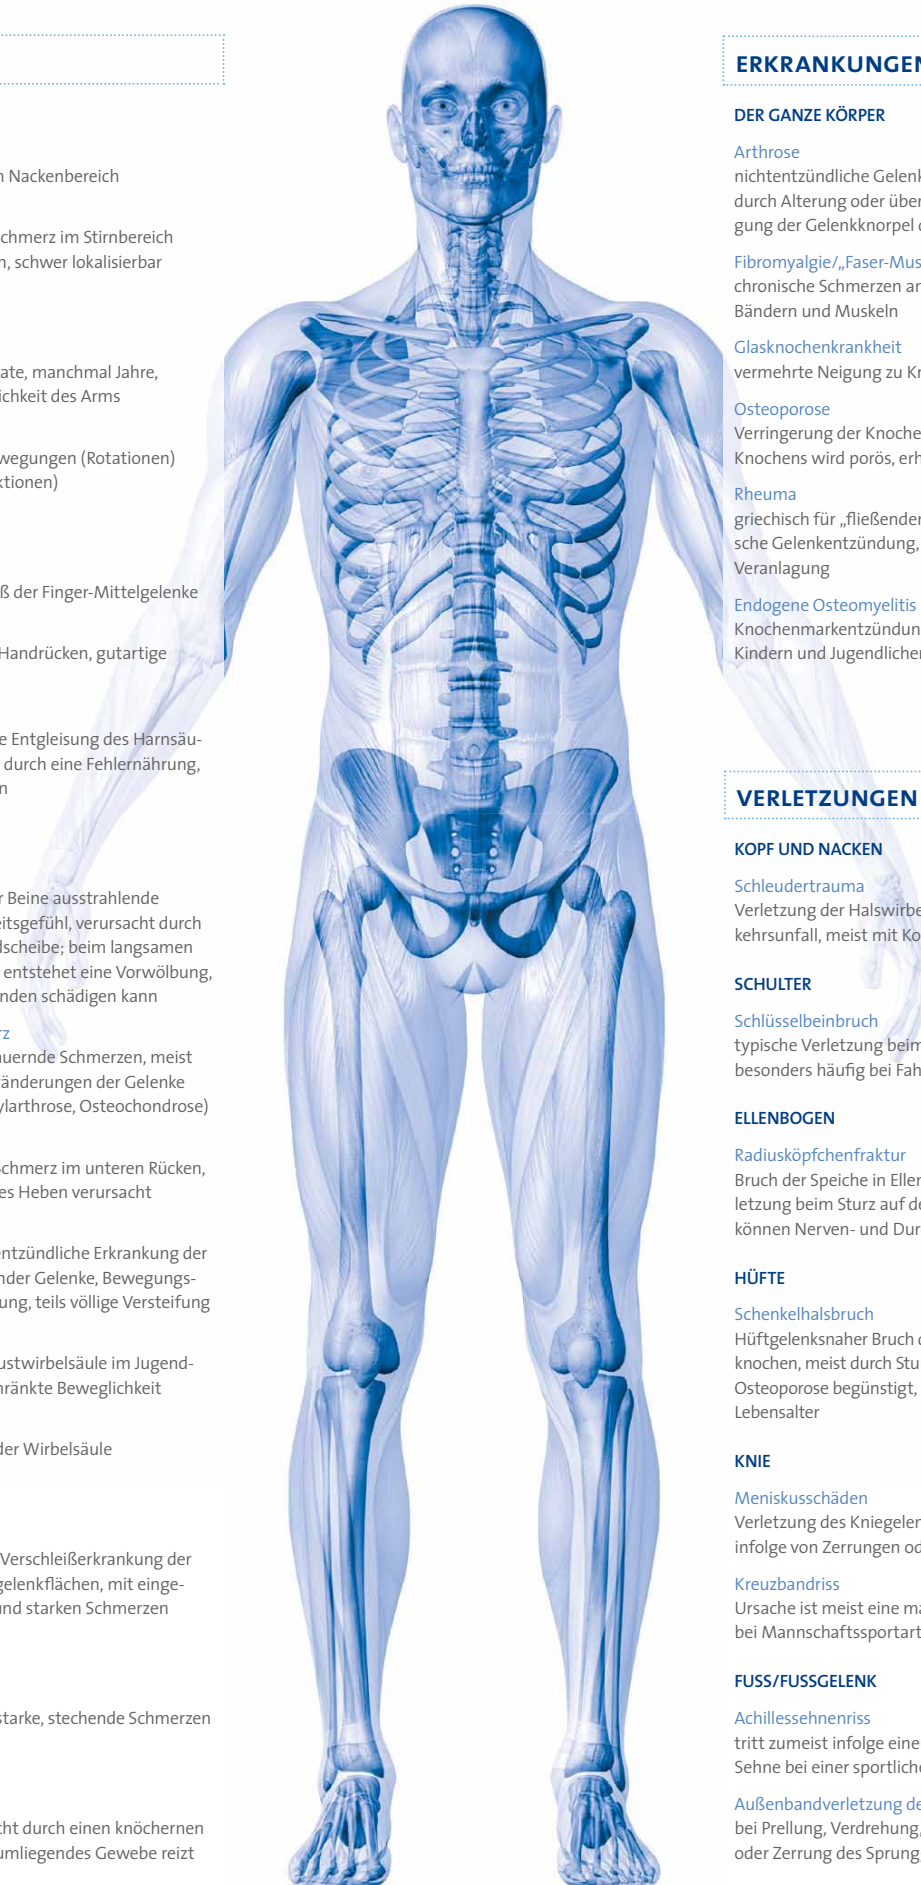 n Nackenbereich
chmerz im Stirnbereich
n, schwer lokalisierbar
ate, manchmal Jahre,
ichkeit des Arms
wegungen (Rotationen)
ktionen)
ß der Finger-Mittelgelenke
Handrücken, gutartige
e Entgleisung des Harnsäu-
durch eine Fehlernährung,
n
r Beine ausstrahlende
eitsgefühl, verursacht durch
dscheibe; beim langsamen
entstehet eine Vorwölbung,
nden schädigen kann
rz
auernde Schmerzen, meist
ränderungen der Gelenke
ylarthrose, Osteochondrose)
Schmerz im unteren Rücken,
es Heben verursacht
entzündliche Erkrankung der
nder Gelenke, Bewegungs-
ung, teils völlige Versteifung
ustwirbelsäule im Jugend-
hränkte Beweglichkeit
der Wirbelsäule
Verschleißerkrankung der
gelenkflächen, mit einge-
und starken Schmerzen
starke, stechende Schmerzen
cht durch einen knöchernen
umliegendes Gewebe reizt
ERKRANKUNGEN
DER GANZE KÖRPER
Arthrose
nichtentzündliche Gelenk
durch Alterung oder über
gung der Gelenkknorpel
Fibromyalgie/„Faser-Mus
chronische Schmerzen an
Bändern und Muskeln
Glasknochenkrankheit
vermehrte Neigung zu Kn
Osteoporose
Verringerung der Knoche
Knochens wird porös, erh
Rheuma
griechisch für „fließender
sche Gelenkentzündung,
Veranlagung
Endogene Osteomyelitis
Knochenmarkentzündun
Kindern und Jugendlichen
VERLETZUNGEN
KOPF UND NACKEN
Schleudertrauma
Verletzung der Halswirbe
kehrsunfall, meist mit Ko
SCHULTER
Schlüsselbeinbruch
typische Verletzung beim
besonders häufig bei Fah
ELLENBOGEN
Radiusköpfchenfraktur
Bruch der Speiche in Ellen
letzung beim Sturz auf de
können Nerven- und Dur
HÜFTE
Schenkelhalsbruch
Hüftgelenksnaher Bruch
knochen, meist durch Stu
Osteoporose begünstigt,
Lebensalter
KNIE
Meniskusschäden
Verletzung des Kniegelen
infolge von Zerrungen od
Kreuzbandriss
Ursache ist meist eine ma
bei Mannschaftssportart
FUSS/FUSSGELENK
Achillessehnenriss
tritt zumeist infolge eine
Sehne bei einer sportliche
Außenbandverletzung de
bei Prellung, Verdrehung,
oder Zerrung des Sprung